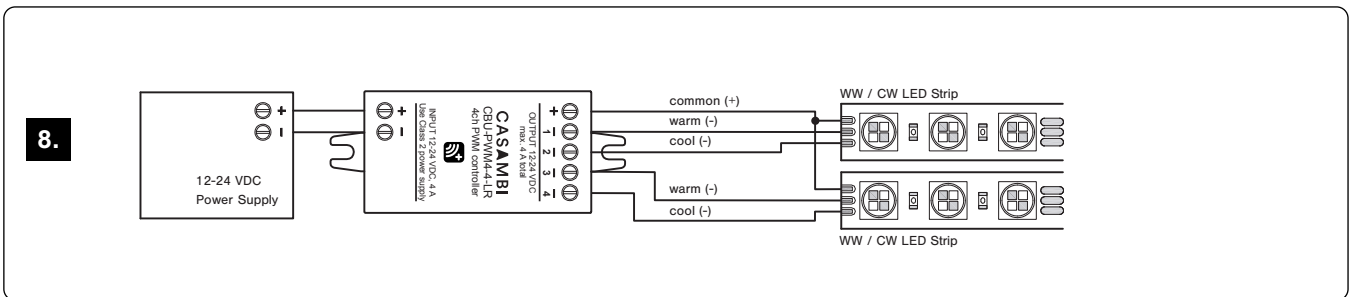 8.
+
-
12-24 VDC
Power Supply
+
-
INPUT 12-24 VDC, 4 A
Use Class 2 power supply
CASAMBI
CBU-PWM4-4-LR
4ch PWM controller
OUTPUT 12-24 VDC
max. 4 A total
+
1 -
2 -
3 -
4 -
common (+)
warm (-)
cool (-)
warm (-)
cool (-)
WW / CW LED Strip
WW / CW LED Strip